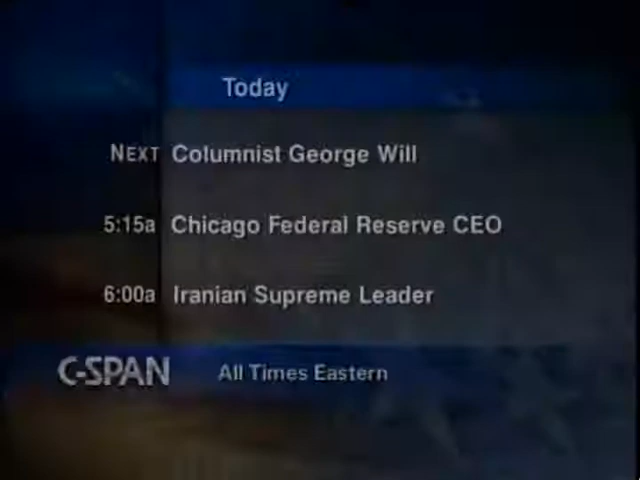 Today
NEXT Columnist George Will
5:15a Chicago Federal Reserve CEO
6:00a Iranian Supreme Leader
C-SPAN All Times Eastern